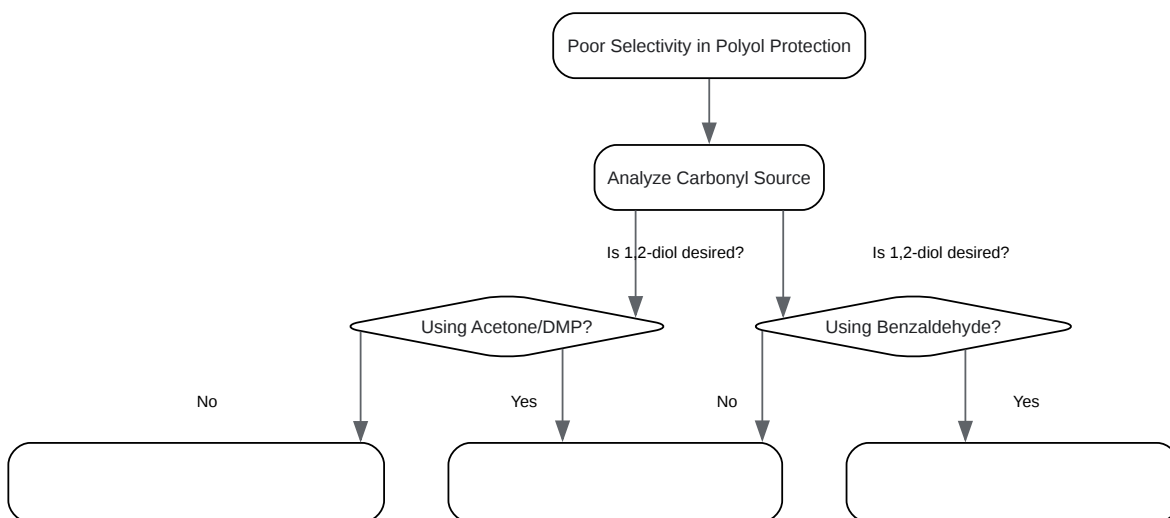 Poor Selectivity in Polyol Protection
Analyze Carbonyl Source
Is 1,2-diol desired?
Is 1,2-diol desired?
Using Acetone/DMP?
Using Benzaldehyde?
No
Yes
No
Yes